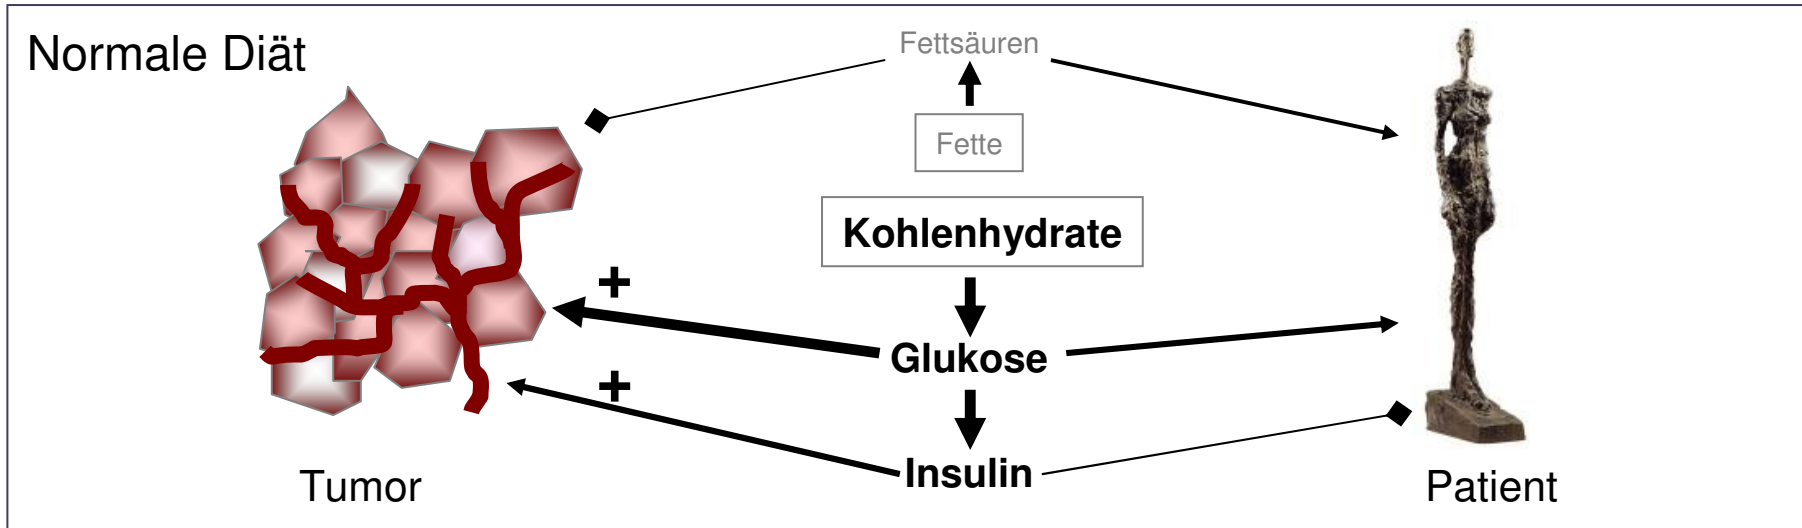 Normale Diät
Fettsäuren
Fette
Kohlenhydrate
+
Glukose
+
Insulin
Tumor
Patient